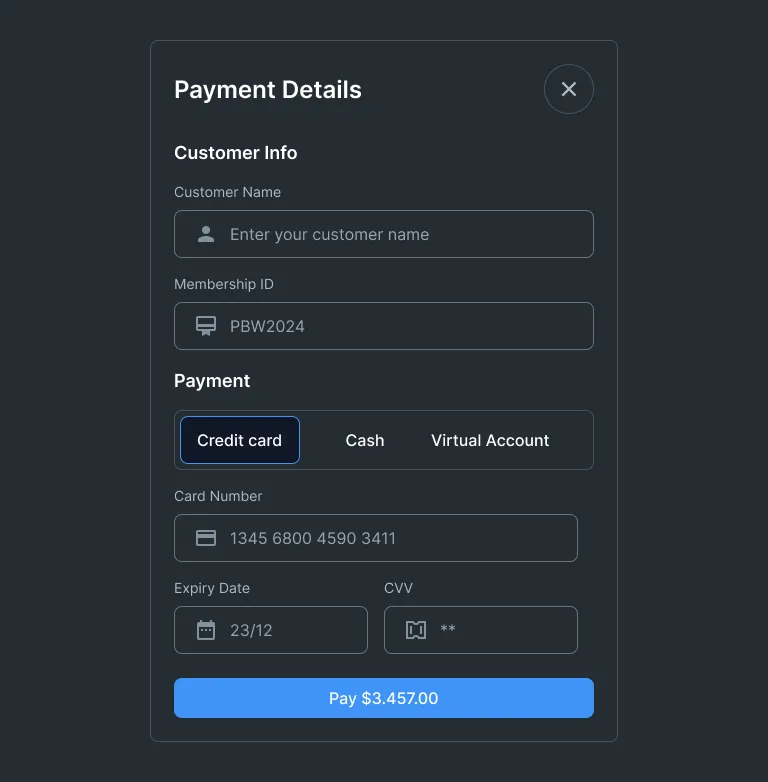 Payment Details
Customer Info
Customer Name
Enter your customer name
Membership ID
PBW2024
Payment
Credit card Cash Virtual Account
Card Number
1345 6800 4590 3411
Expiry Date CVV
23/12 **
Pay $3.457.00